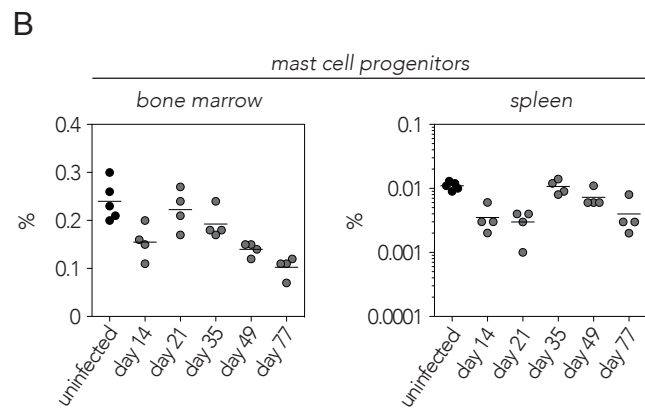 B
mast cell progenitors
bone marrow
spleen
%
0.4
0.3
0.2
0.1
0
uninfected
day 14
day 21
day 35
day 49
day 77
%
0.1
0.01
0.001
0.0001
uninfected
day 14
day 21
day 35
day 49
day 77